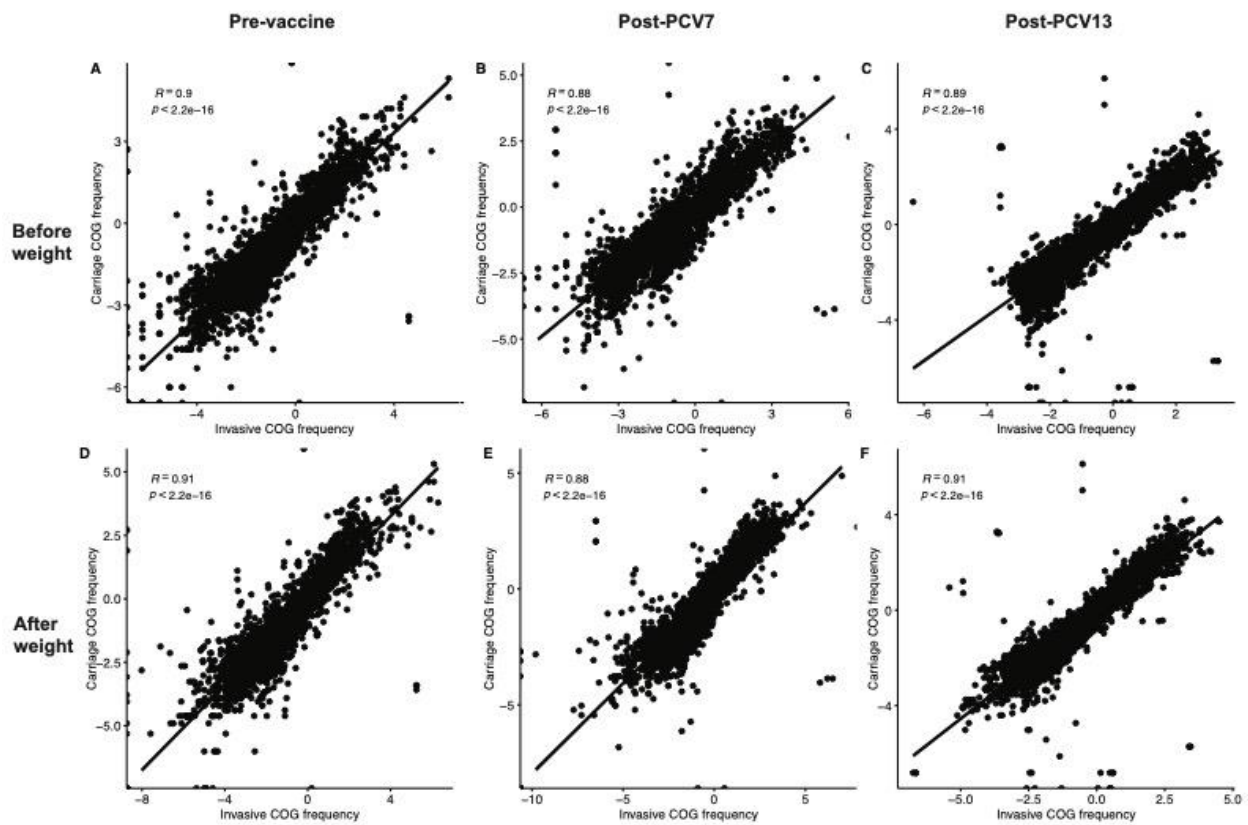 Pre-vaccine
Post-PCV7
Post-PCV13
Before
weight
A
R = 0.9
p < 2.2e−16
3
0
−3
−6
Carriage COG frequency
−4
0
4
Invasive COG frequency
B
R = 0.88
p < 2.2e−16
5.0
2.5
0.0
−2.5
−5.0
Carriage COG frequency
−6
−3
0
3
6
Invasive COG frequency
C
R = 0.89
p < 2.2e−16
4
0
−4
Carriage COG frequency
−6
−4
−2
0
2
Invasive COG frequency
After
weight
D
R = 0.91
p < 2.2e−16
5.0
2.5
0.0
−2.5
−5.0
Carriage COG frequency
−8
−4
0
4
Invasive COG frequency
E
R = 0.88
p < 2.2e−16
5
0
−5
Carriage COG frequency
−10
−5
0
5
Invasive COG frequency
F
R = 0.91
p < 2.2e−16
4
0
−4
Carriage COG frequency
−5.0
−2.5
0.0
2.5
5.0
Invasive COG frequency